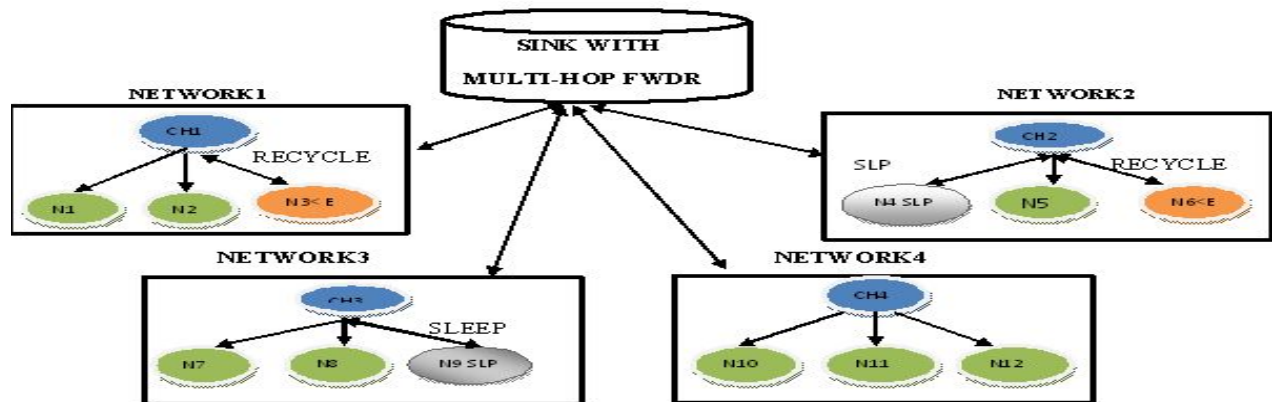 SINK WITH
MULTI-HOP FWDR
NETWORK1
CH1
RECYCLE
N1
N2
N3< E
NETWORK2
CH2
SLP
RECYCLE
N4 SLP
N5
N6<E
NETWORK3
CH3
SLEEP
N7
N8
N9 SLP
NETWORK4
CH4
N10
N11
N12